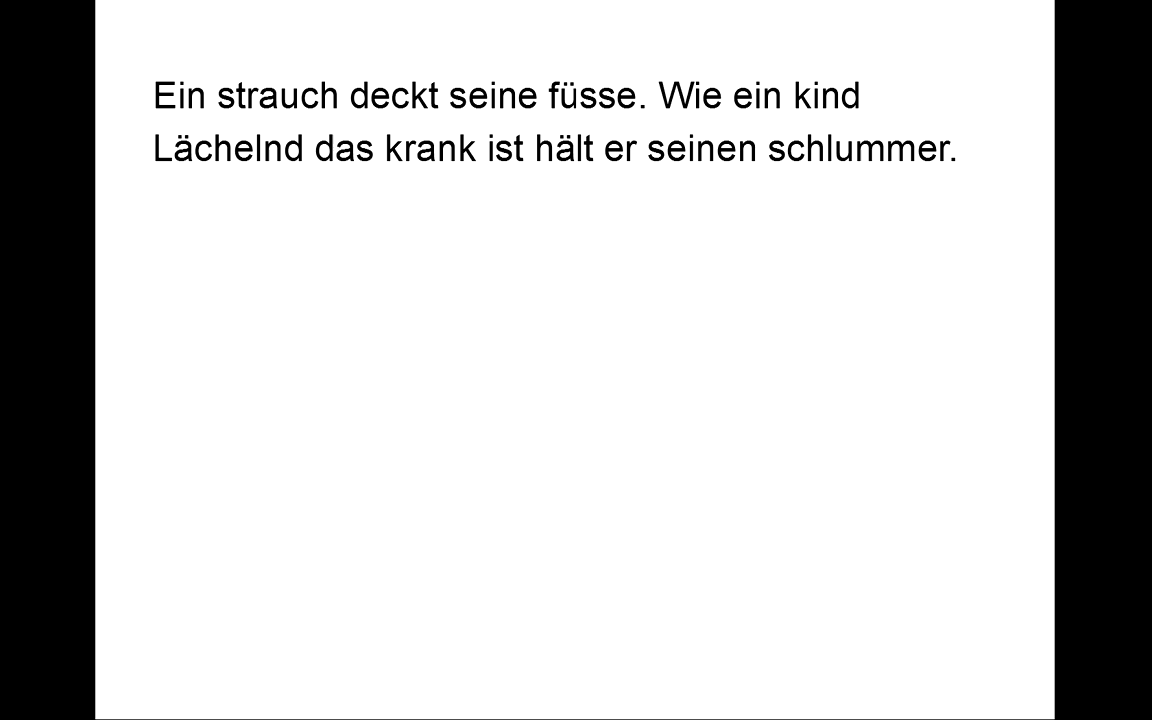 Ein strauch deckt seine füsse. Wie ein kind
Lächelnd das krank ist hält er seinen schlummer.